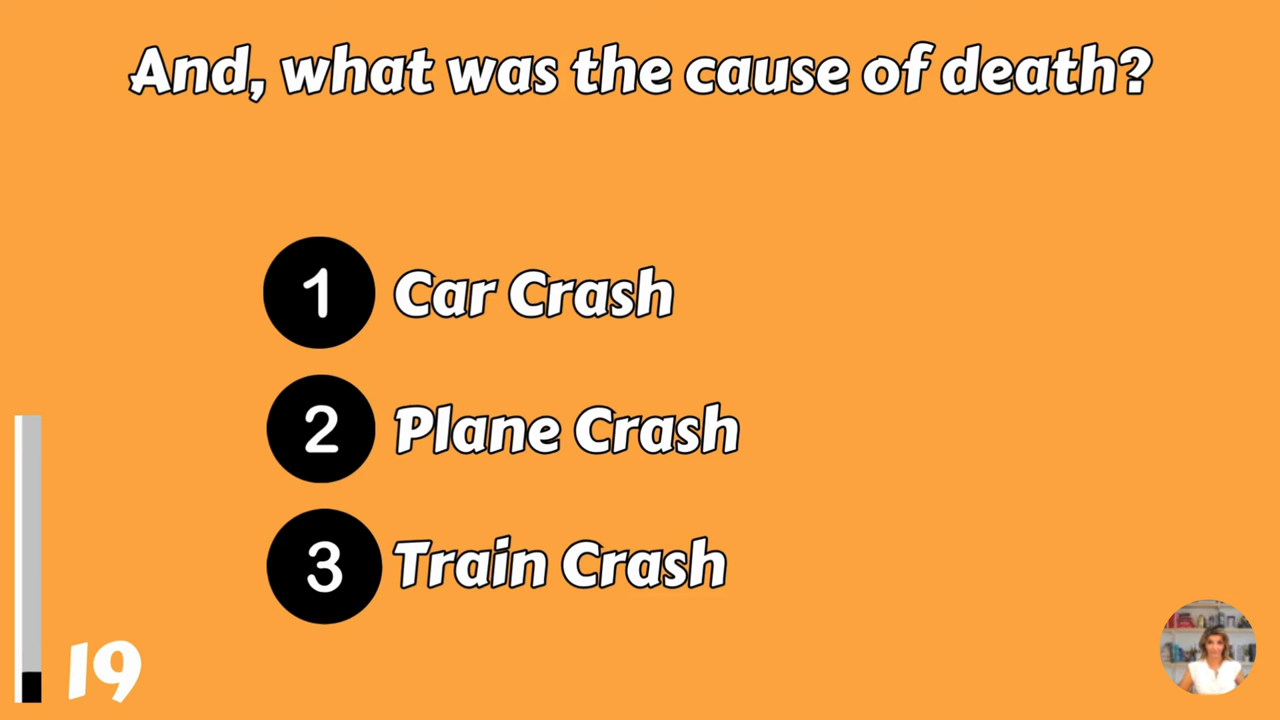 And, what was the cause of death?
1 Car Crash
2 Plane Crash
3 Train Crash
19